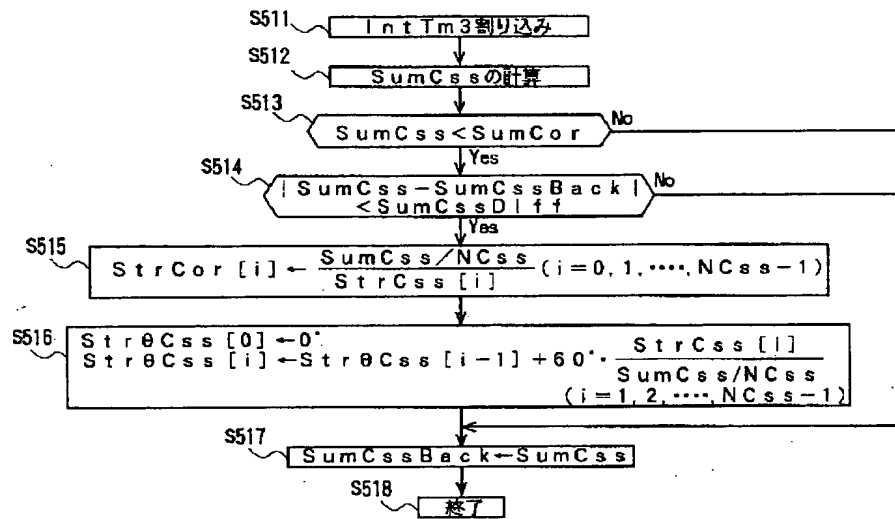 S511
IntTm3割り込み
S512
SumCssの計算
S513
SumCss<SumCor
No
Yes
S514
|SumCss-SumCssBack|
<SumCssDiff
No
Yes
S515
StrCor[i]←SumCss/NCss/StrCss[i](i=0,1,····,NCss-1)
S516
StrθCss[0]←0°
StrθCss[i]←StrθCss[i-1]+60°·StrCss[i]/SumCss/NCss
(i=1,2,····,NCss-1)
S517
SumCssBack←SumCss
S518
終了